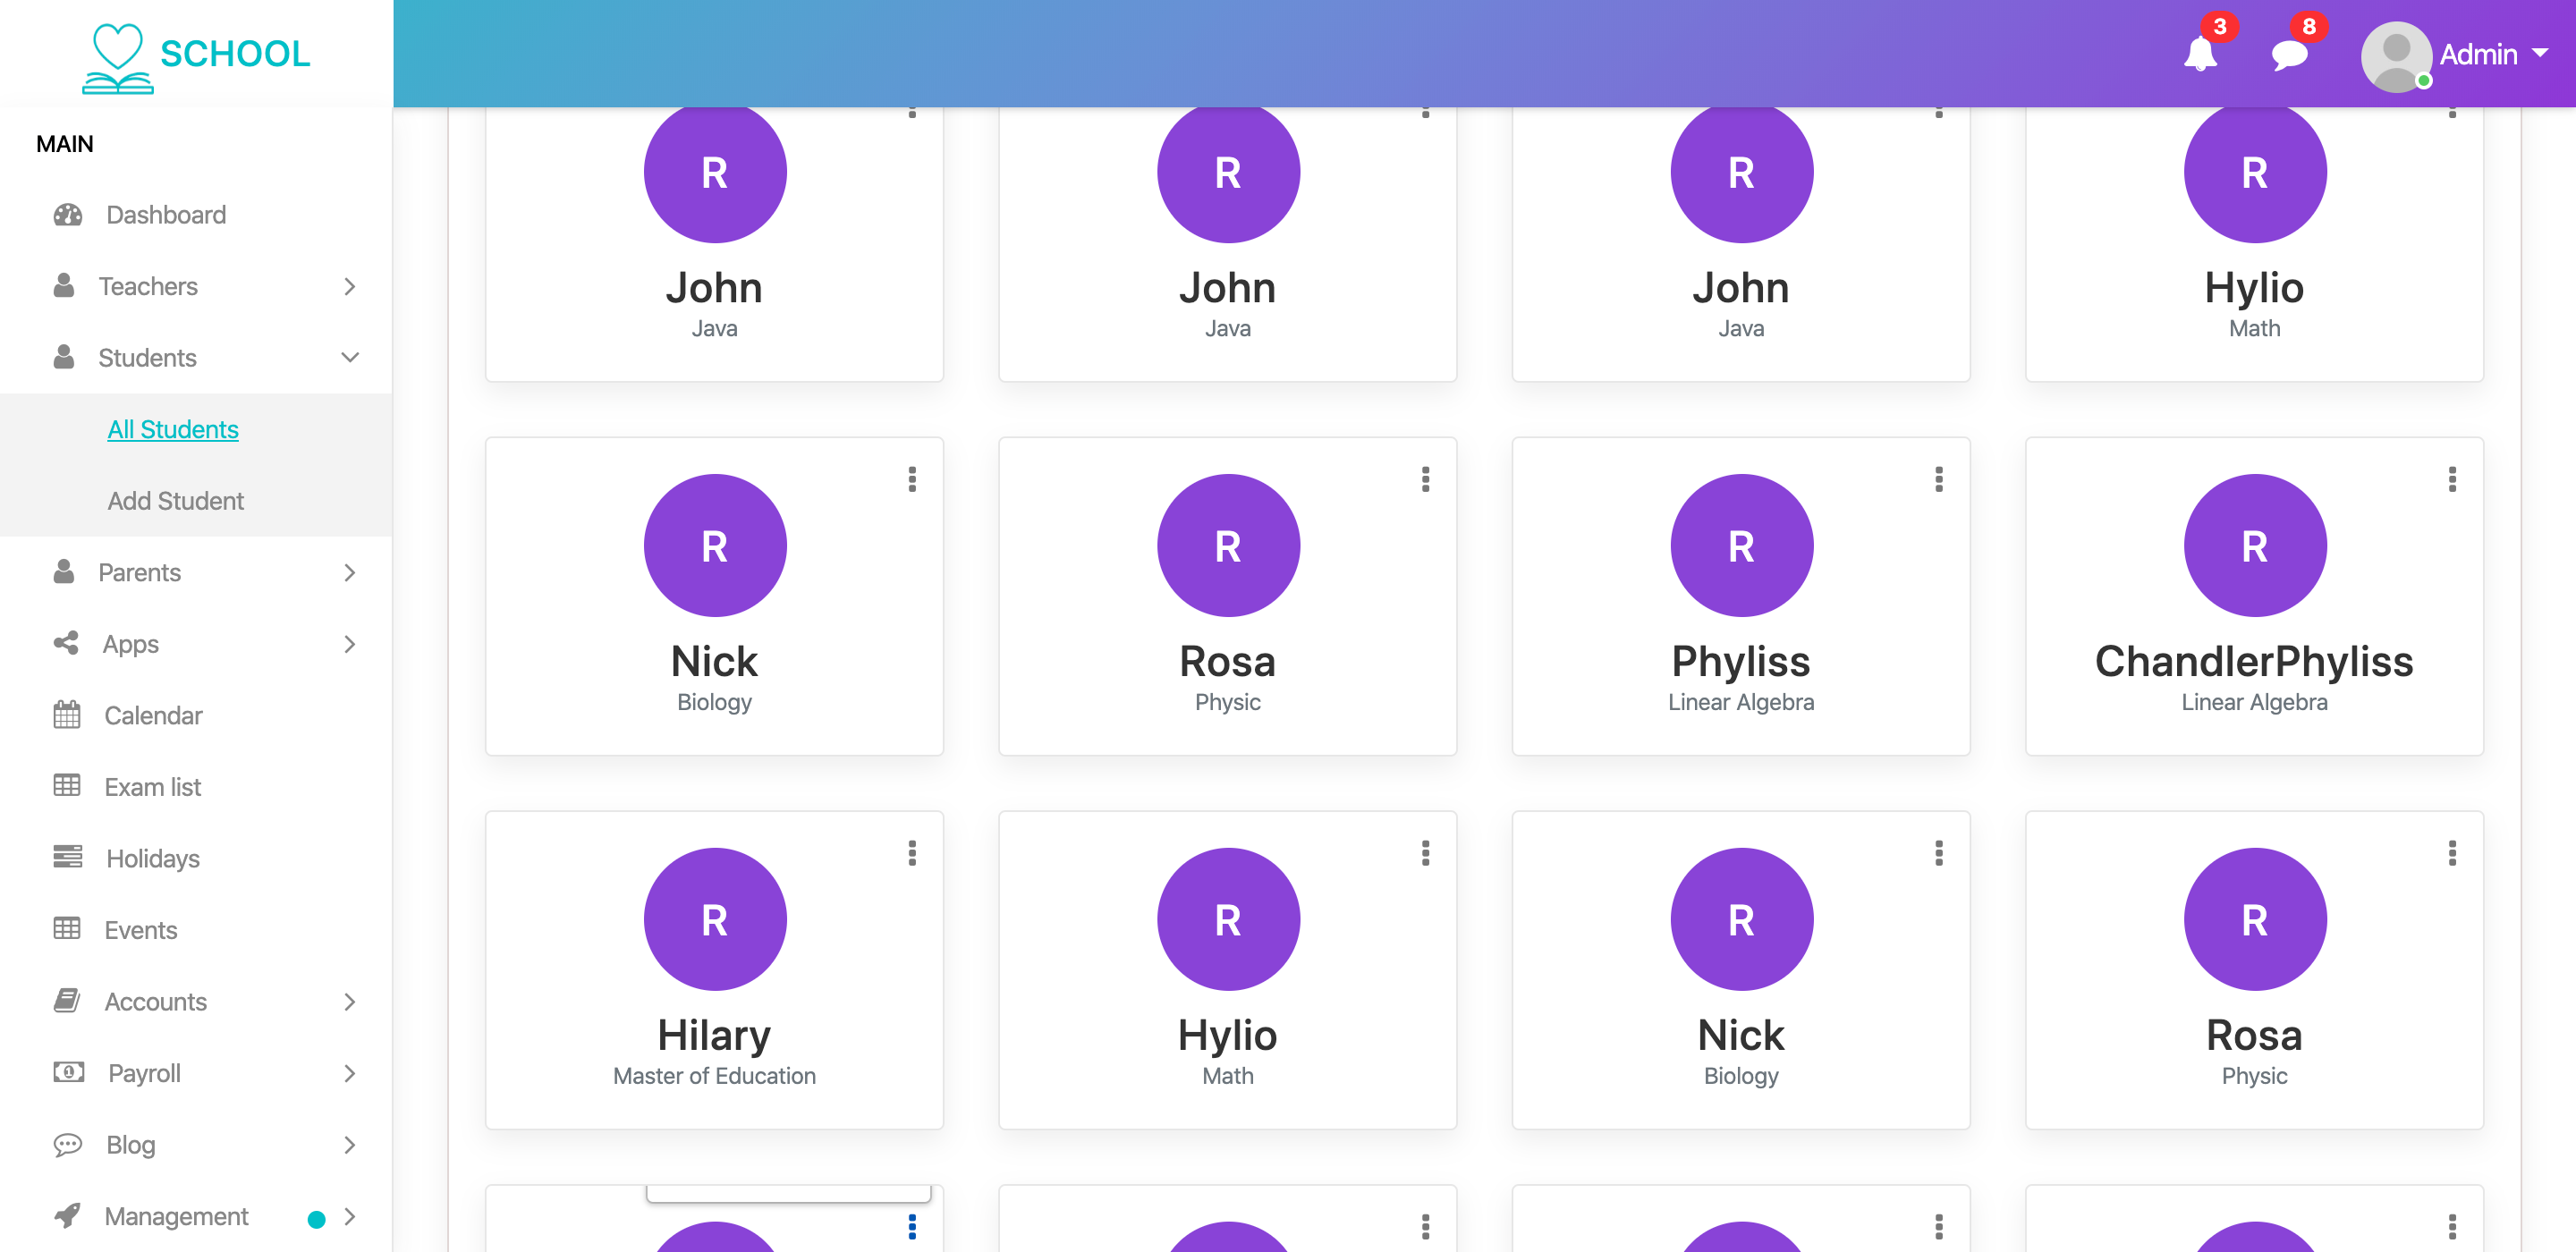 SCHOOL
3
8
Admin
MAIN
Dashboard
Teachers
Students
All Students
Add Student
Parents
Apps
Calendar
Exam list
Holidays
Events
Accounts
Payroll
Blog
Management
R
R
R
R
John
John
John
Hylio
Java
Java
Java
Math
R
R
R
R
Nick
Rosa
Phyliss
ChandlerPhyliss
Biology
Physic
Linear Algebra
Linear Algebra
R
R
R
R
Hilary
Hylio
Nick
Rosa
Master of Education
Math
Biology
Physic